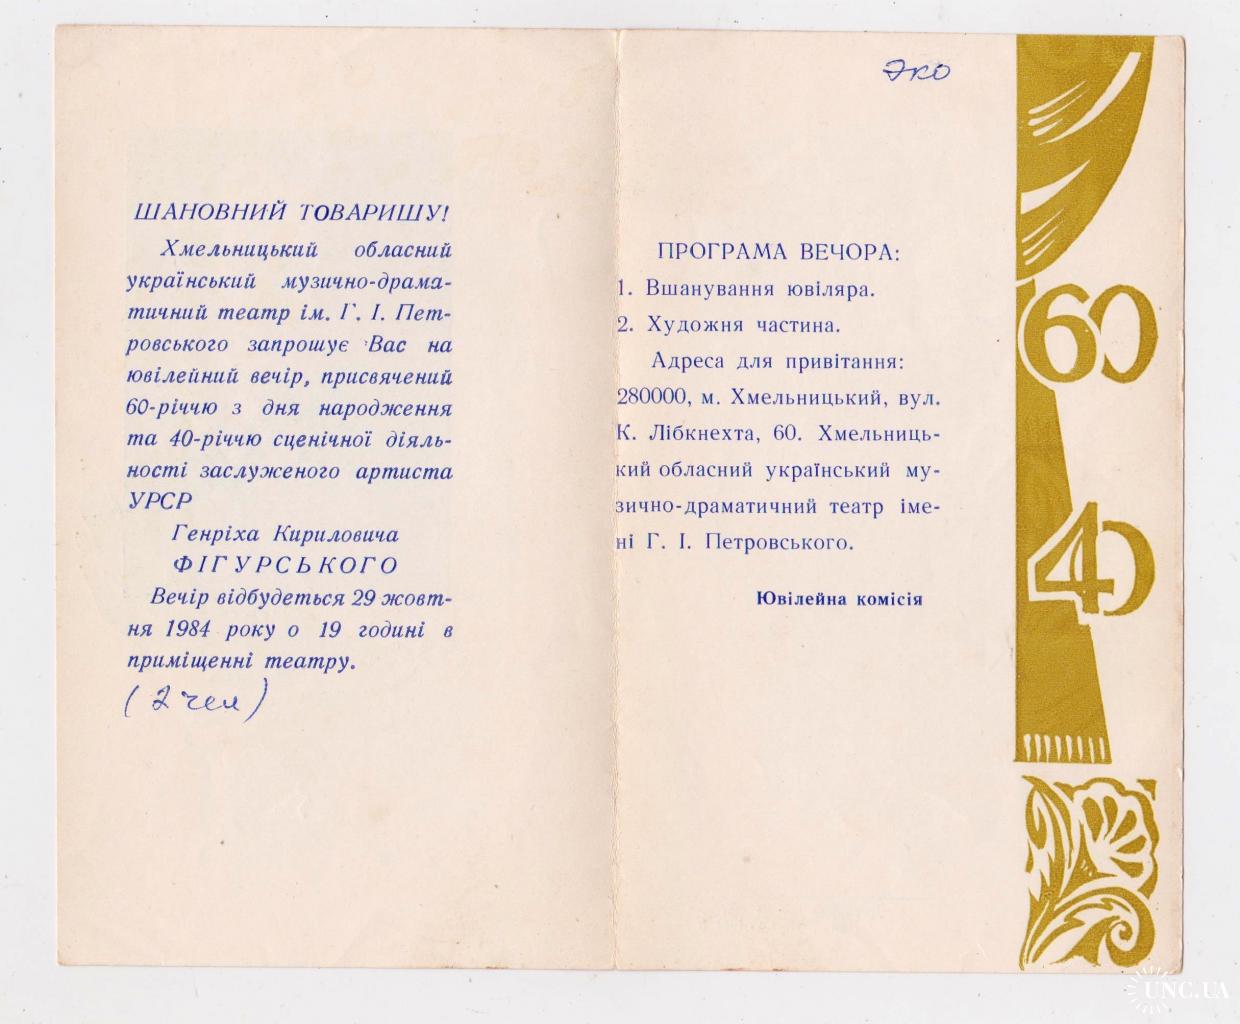 ШАНОВНИЙ ТОВАРИШУ!
Хмельницький обласний
український музично-драма-
тичний театр ім. Г. І. Пет-
ровського запрошує Вас на
ювілейний вечір, присвячений
60-річчю з дня народження
та 40-річчю сценічної діяль-
ності заслуженого артиста
УРСР
Генріха Кириловича
ФІГУРСЬКОГО
Вечір відбудеться 29 жовт-
ня 1984 року о 19 годині в
приміщенні театру.
(2 чел)
Эко
ПРОГРАМА ВЕЧОРА:
1. Вшанування ювіляра.
2. Художня частина.
Адреса для привітання:
280000, м. Хмельницький, вул.
К. Лібкнехта, 60. Хмельниць-
кий обласний український му-
зично-драматичний театр іме-
ні Г. І. Петровського.
Ювілейна комісія
60
40
UNC.UA